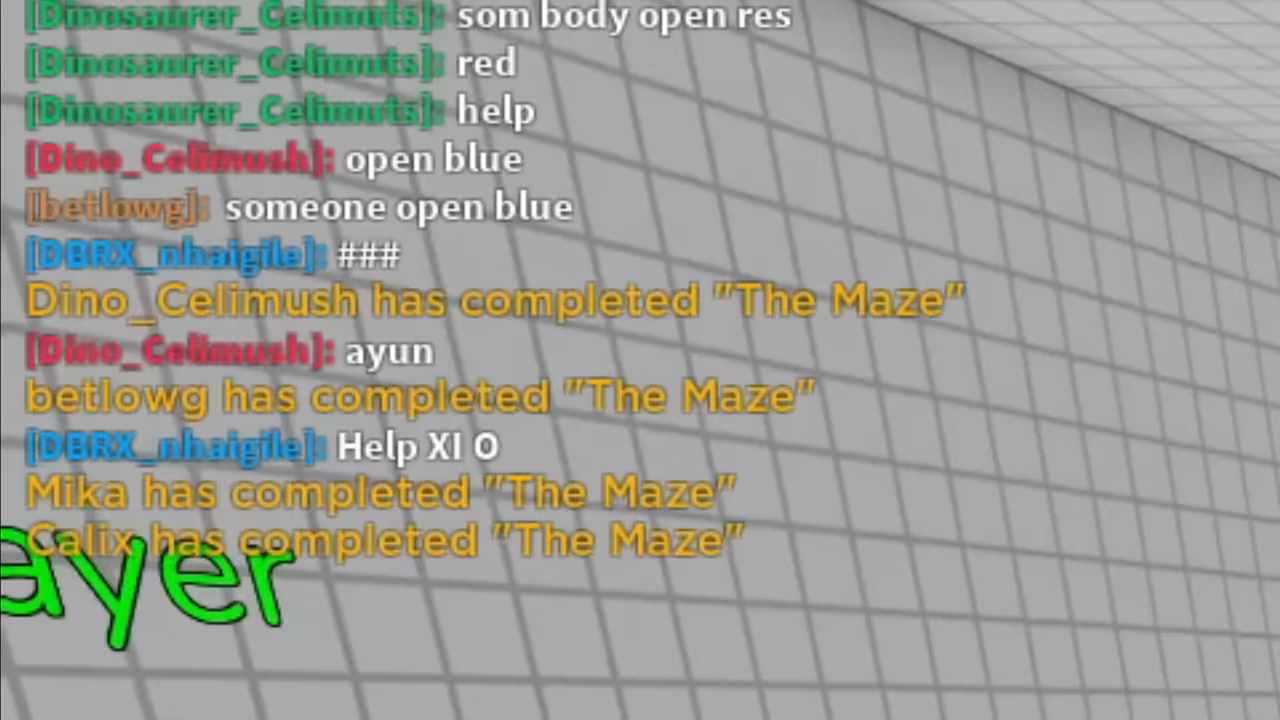 [Dinosaurer_Celimuts]: som body open res
[Dinosaurer_Celimuts]: red
[Dinosaurer_Celimuts]: help
[Dino_Celimush]: open blue
[betlowg]: someone open blue
[DBRX_nhaigile]: ###
Dino_Celimush has completed "The Maze"
[Dino_Celimush]: ayun
betlowg has completed "The Maze"
[DBRX_nhaigile]: Help XI O
Mika has completed "The Maze"
Calix has completed "The Maze"
ayer